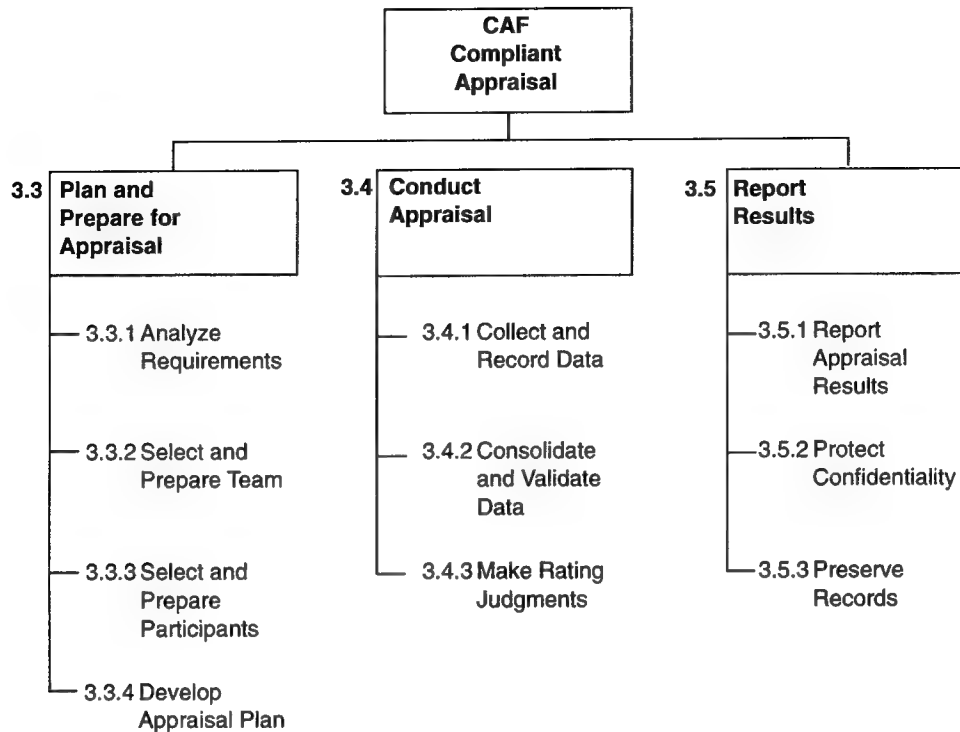 CAF
Compliant
Appraisal
3.3 Plan and
Prepare for
Appraisal
3.3.1 Analyze
Requirements
3.3.2 Select and
Prepare Team
3.3.3 Select and
Prepare
Participants
3.3.4 Develop
Appraisal Plan
3.4 Conduct
Appraisal
3.4.1 Collect and
Record Data
3.4.2 Consolidate
and Validate
Data
3.4.3 Make Rating
Judgments
3.5 Report
Results
3.5.1 Report
Appraisal
Results
3.5.2 Protect
Confidentiality
3.5.3 Preserve
Records